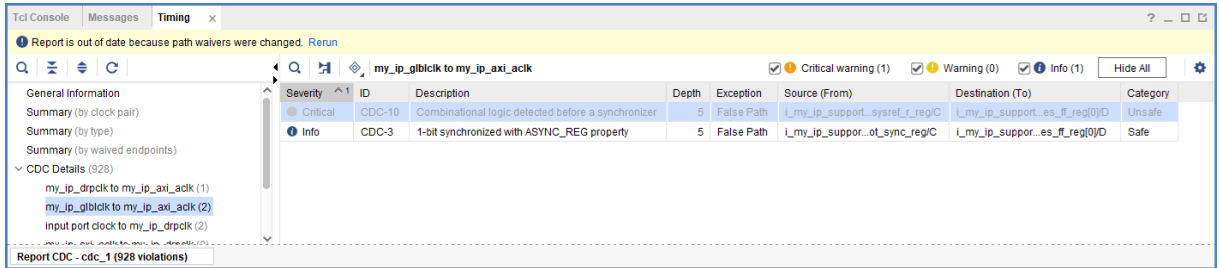 Tcl Console Messages Timing × ?
Report is out of date because path waivers were changed. Rerun
my_ip_glblclk to my_ip_axi_aclk Critical warning (1) Warning (0) Info (1) Hide All
General Information
Summary (by clock pair)
Summary (by type)
Summary (by waived endpoints)
CDC Details (928)
my_ip_drpclk to my_ip_axi_aclk (1)
my_ip_glblclk to my_ip_axi_aclk (2)
input port clock to my_ip_drpclk (2)
Severity 1 ID Description Depth Exception Source (From) Destination (To) Category
Critical CDC-10 Combinational logic detected before a synchronizer 5 False Path i_my_ip_support...sysref_r_reg/C i_my_ip_support...es_ff_reg[0]/D Unsafe
Info CDC-3 1-bit synchronized with ASYNC_REG property 5 False Path i_my_ip_suppor...ot_sync_reg/C i_my_ip_suppor...es_ff_reg[0]/D Safe
Report CDC - cdc_1 (928 violations)